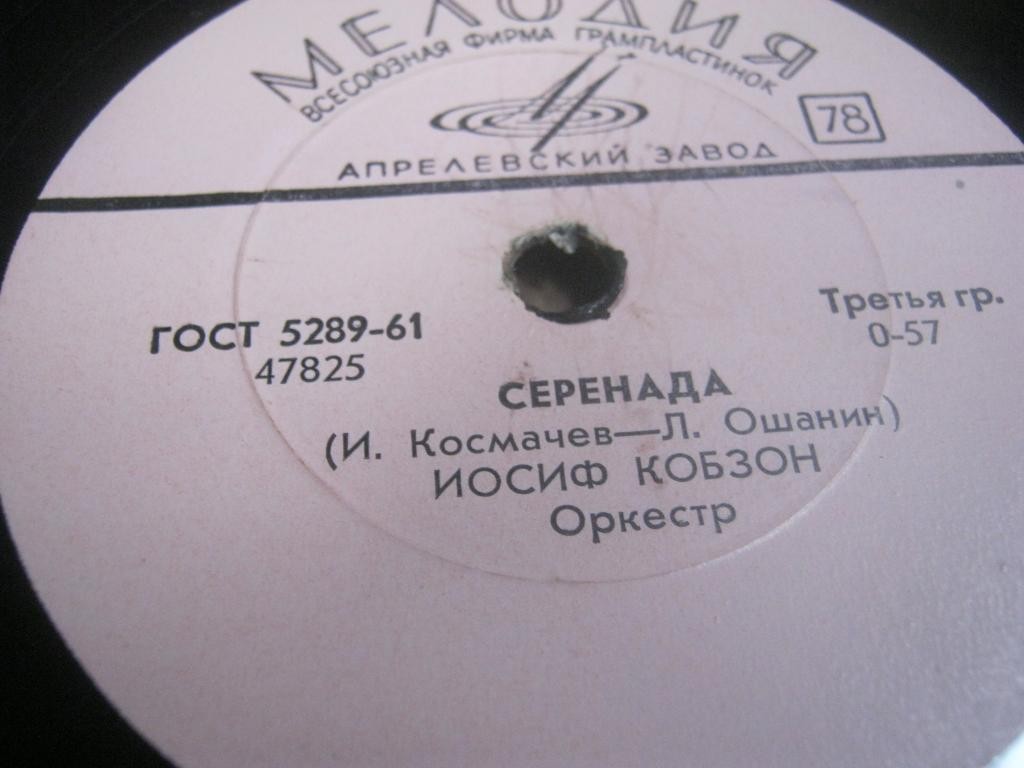 МЕЛОДИЯ
ВСЕСОЮЗНАЯ ФИРМА ГРАМПЛАСТИНОК
78
АПРЕЛЕВСКИЙ ЗАВОД
ГОСТ 5289-61
47825
Третья гр.
0-57
СЕРЕНАДА
(И. Космачев—Л. Ошанин)
ИОСИФ КОБЗОН
Оркестр